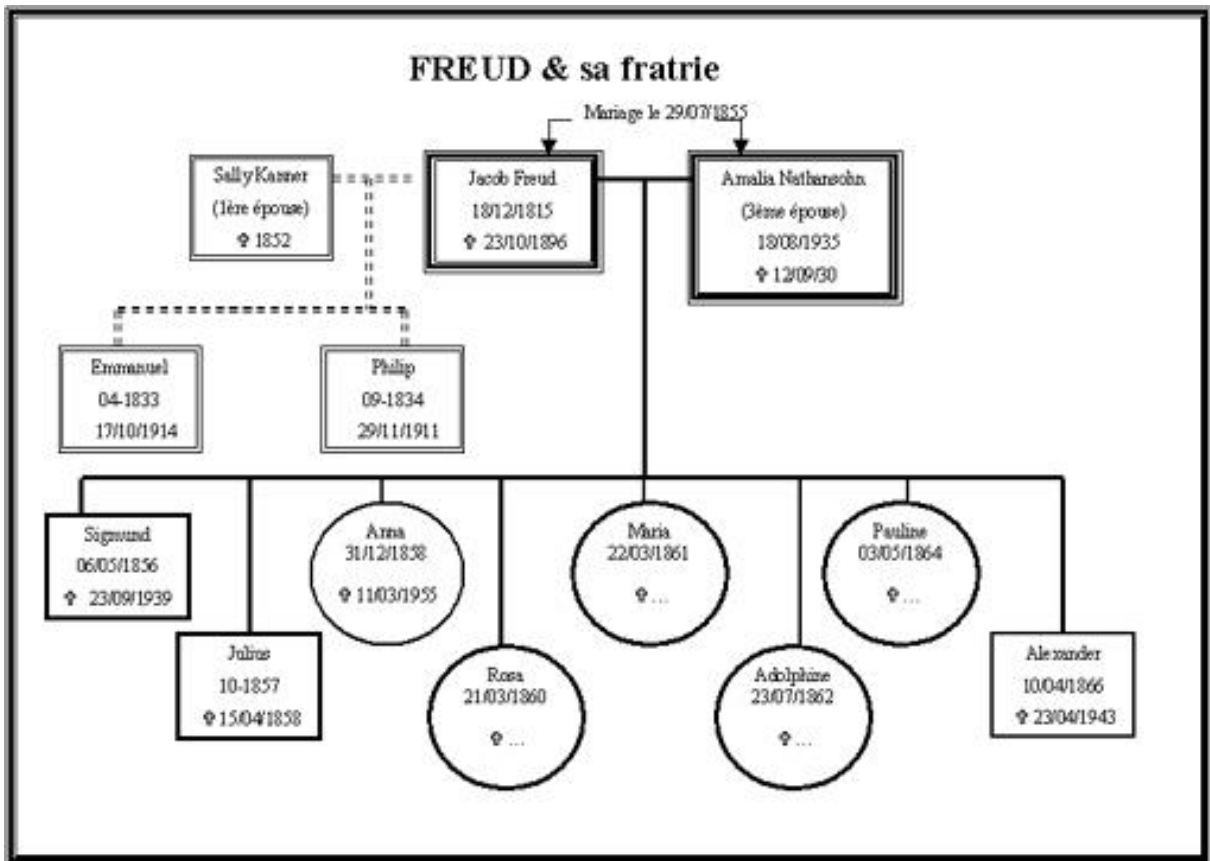 FREUD & sa fratrie
Mariage le 29/07/1855
Sally Kanner
(1ère épouse)
✞ 1852
Jacob Freud
18/12/1815
✞ 23/10/1896
Amalia Nathansohn
(3ème épouse)
18/08/1935
✞ 12/09/30
Emmanuel
04-1833
17/10/1914
Philip
09-1834
29/11/1911
Sigmund
06/05/1856
✞ 23/09/1939
Julius
10-1857
✞ 15/04/1858
Anna
31/12/1858
✞ 11/03/1955
Rosa
21/03/1860
✞ ...
Maria
22/03/1861
✞ ...
Adolphine
23/07/1862
✞ ...
Pauline
03/05/1864
✞ ...
Alexander
10/04/1866
✞ 23/04/1943